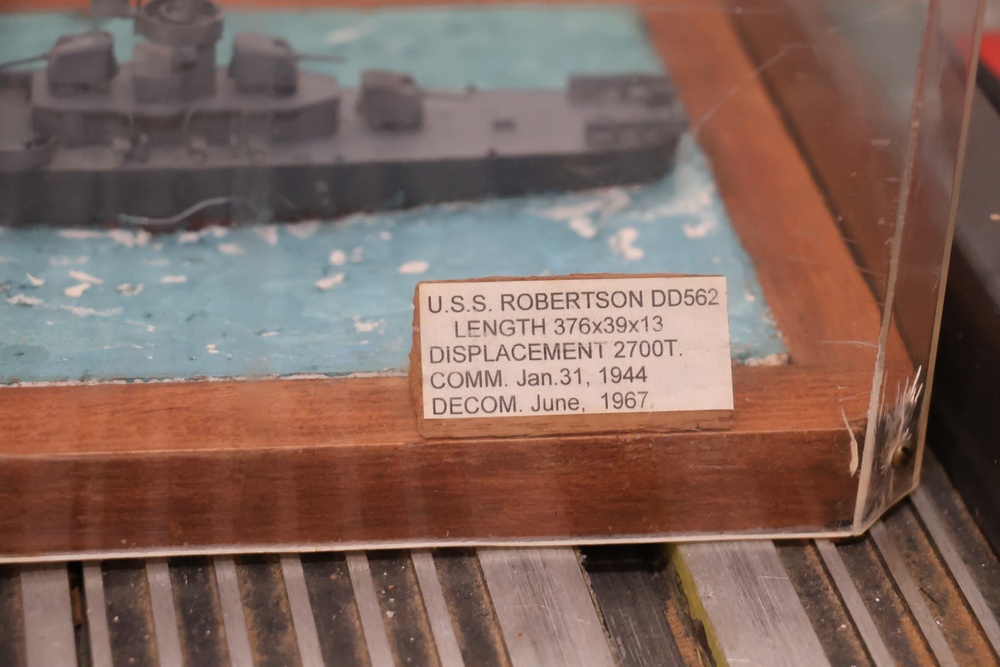 U.S.S. ROBERTSON DD562
LENGTH 376x39x13
DISPLACEMENT 2700T.
COMM. Jan.31, 1944
DECOM. June, 1967